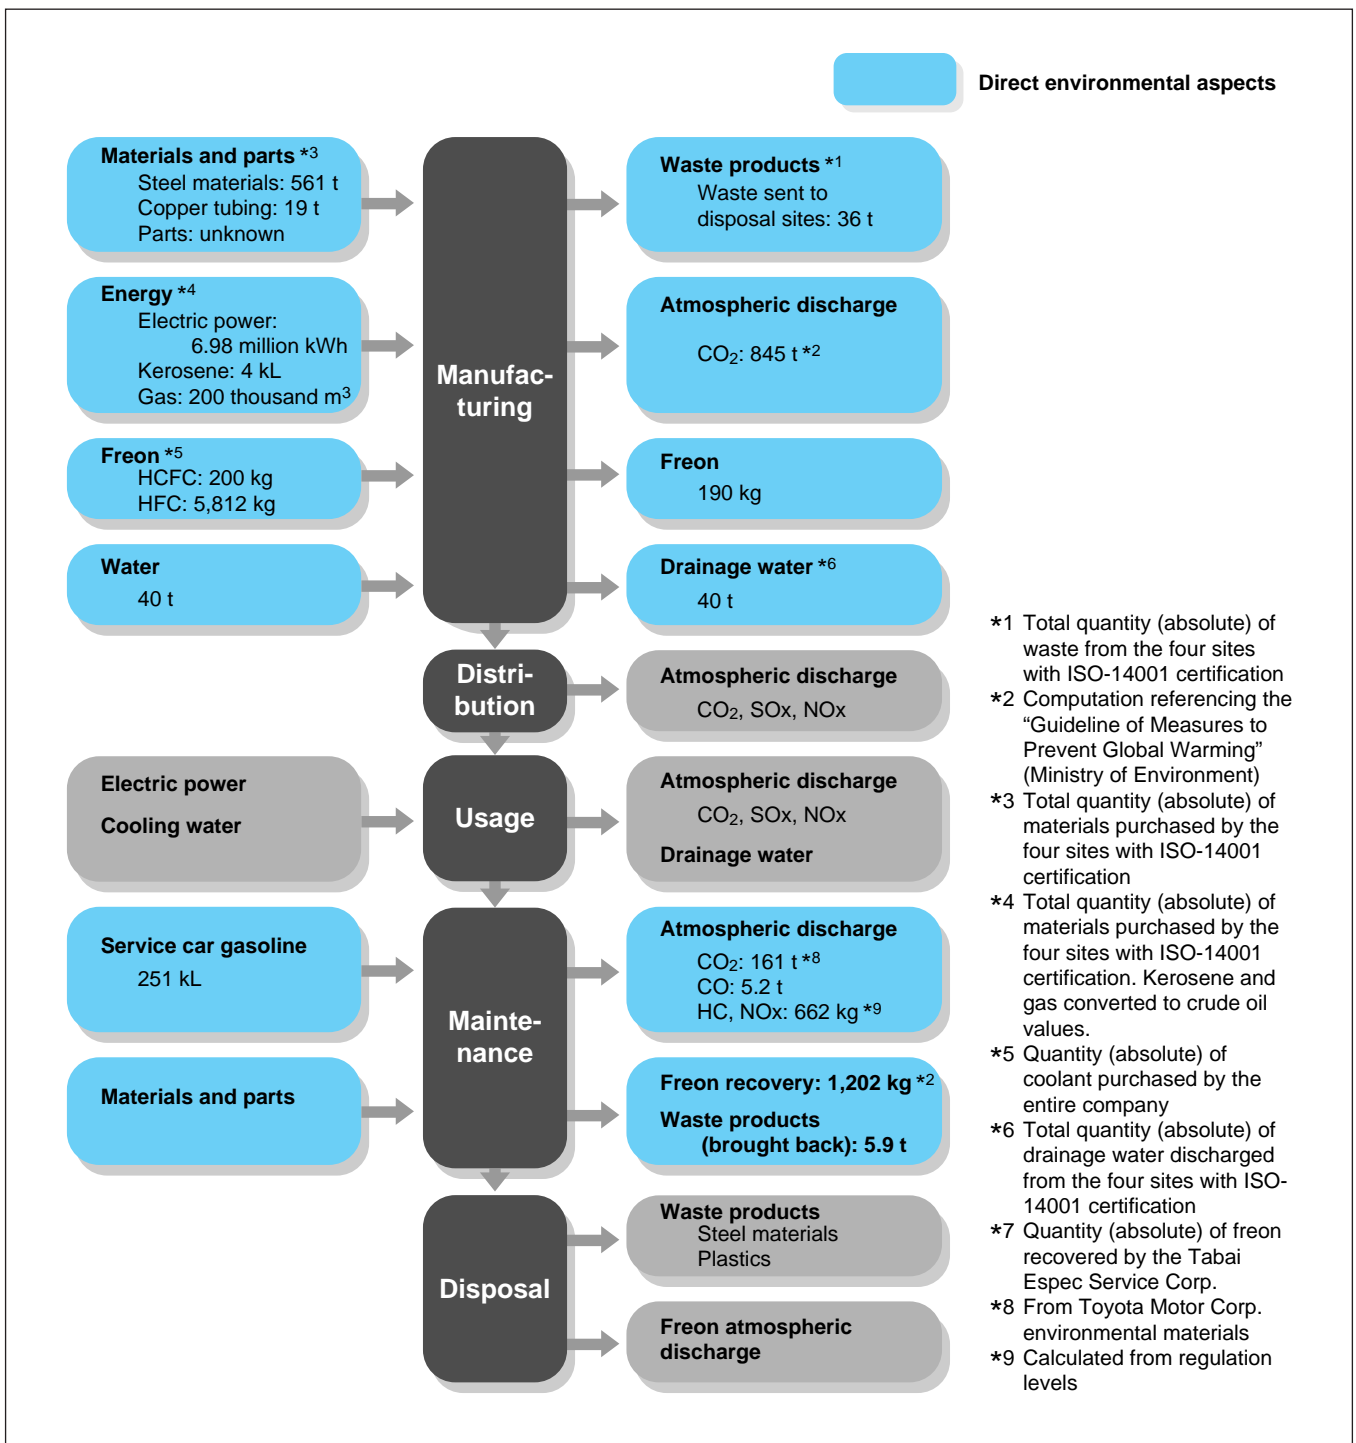 Direct environmental aspects
Materials and parts *3
Steel materials: 561 t
Copper tubing: 19 t
Parts: unknown
Energy *4
Electric power:
6.98 million kWh
Kerosene: 4 kL
Gas: 200 thousand m3
Freon *5
HCFC: 200 kg
HFC: 5,812 kg
Water
40 t
Manufac-
turing
Waste products *1
Waste sent to
disposal sites: 36 t
Atmospheric discharge
CO2: 845 t *2
Freon
190 kg
Drainage water *6
40 t
Distri-
bution
Atmospheric discharge
CO2, SOx, NOx
Electric power
Cooling water
Usage
Atmospheric discharge
CO2, SOx, NOx
Drainage water
Service car gasoline
251 kL
Materials and parts
Mainte-
nance
Atmospheric discharge
CO2: 161 t *8
CO: 5.2 t
HC, NOx: 662 kg *9
Freon recovery: 1,202 kg *2
Waste products
(brought back): 5.9 t
Disposal
Waste products
Steel materials
Plastics
Freon atmospheric
discharge
*1 Total quantity (absolute) of
waste from the four sites
with ISO-14001 certification
*2 Computation referencing the
“Guideline of Measures to
Prevent Global Warming”
(Ministry of Environment)
*3 Total quantity (absolute) of
materials purchased by the
four sites with ISO-14001
certification
*4 Total quantity (absolute) of
materials purchased by the
four sites with ISO-14001
certification. Kerosene and
gas converted to crude oil
values.
*5 Quantity (absolute) of
coolant purchased by the
entire company
*6 Total quantity (absolute) of
drainage water discharged
from the four sites with ISO-
14001 certification
*7 Quantity (absolute) of freon
recovered by the Tabai
Espec Service Corp.
*8 From Toyota Motor Corp.
environmental materials
*9 Calculated from regulation
levels